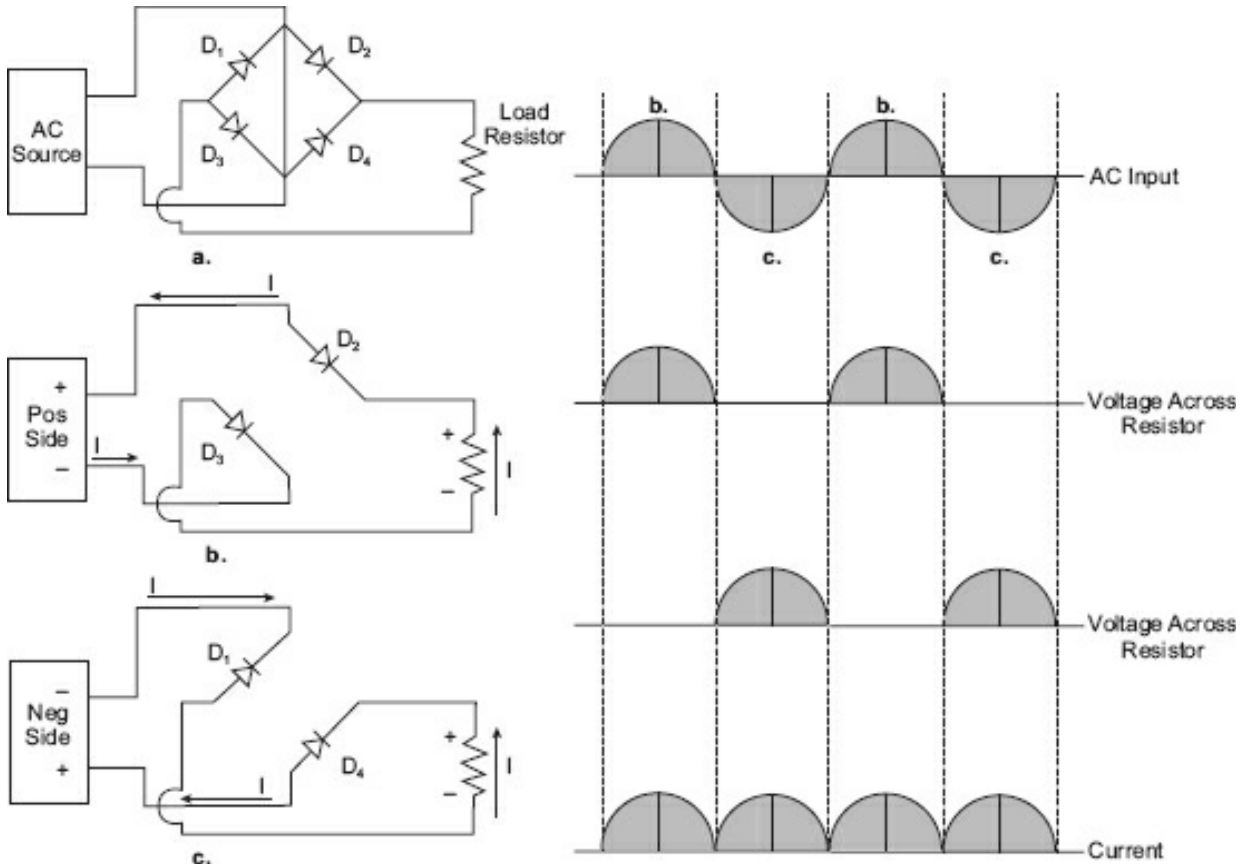 D₁
D₂
AC
Source
D₃
D₄
Load
Resistor
a.
I
D₂
+
Pos
Side
I
–
D₃
+
–
I
b.
I
D₁
–
Neg
Side
+
D₄
I
+
–
I
c.
b.
b.
AC Input
c.
c.
Voltage Across
Resistor
Voltage Across
Resistor
Current